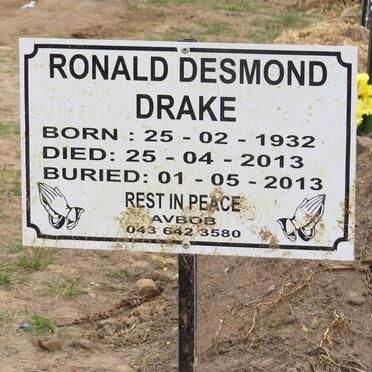 RONALD DESMOND
DRAKE
BORN : 25 - 02 - 1932
DIED: 25 - 04 - 2013
BURIED: 01 - 05 - 2013
REST IN PEACE
AVBOB
043 642 3580